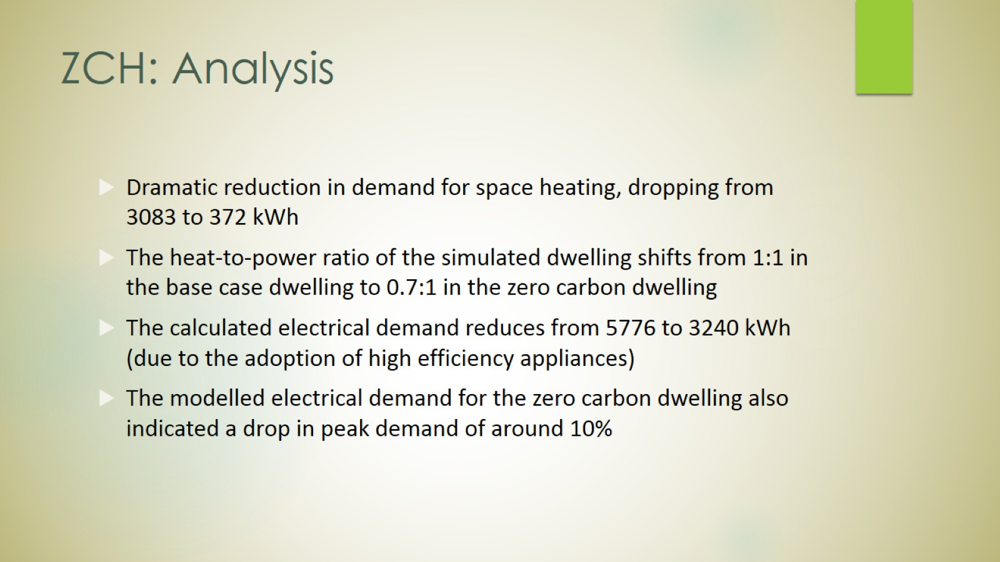 ZCH: Analysis
Dramatic reduction in demand for space heating, dropping from
3083 to 372 kWh
The heat-to-power ratio of the simulated dwelling shifts from 1:1 in
the base case dwelling to 0.7:1 in the zero carbon dwelling
The calculated electrical demand reduces from 5776 to 3240 kWh
(due to the adoption of high efficiency appliances)
The modelled electrical demand for the zero carbon dwelling also
indicated a drop in peak demand of around 10%